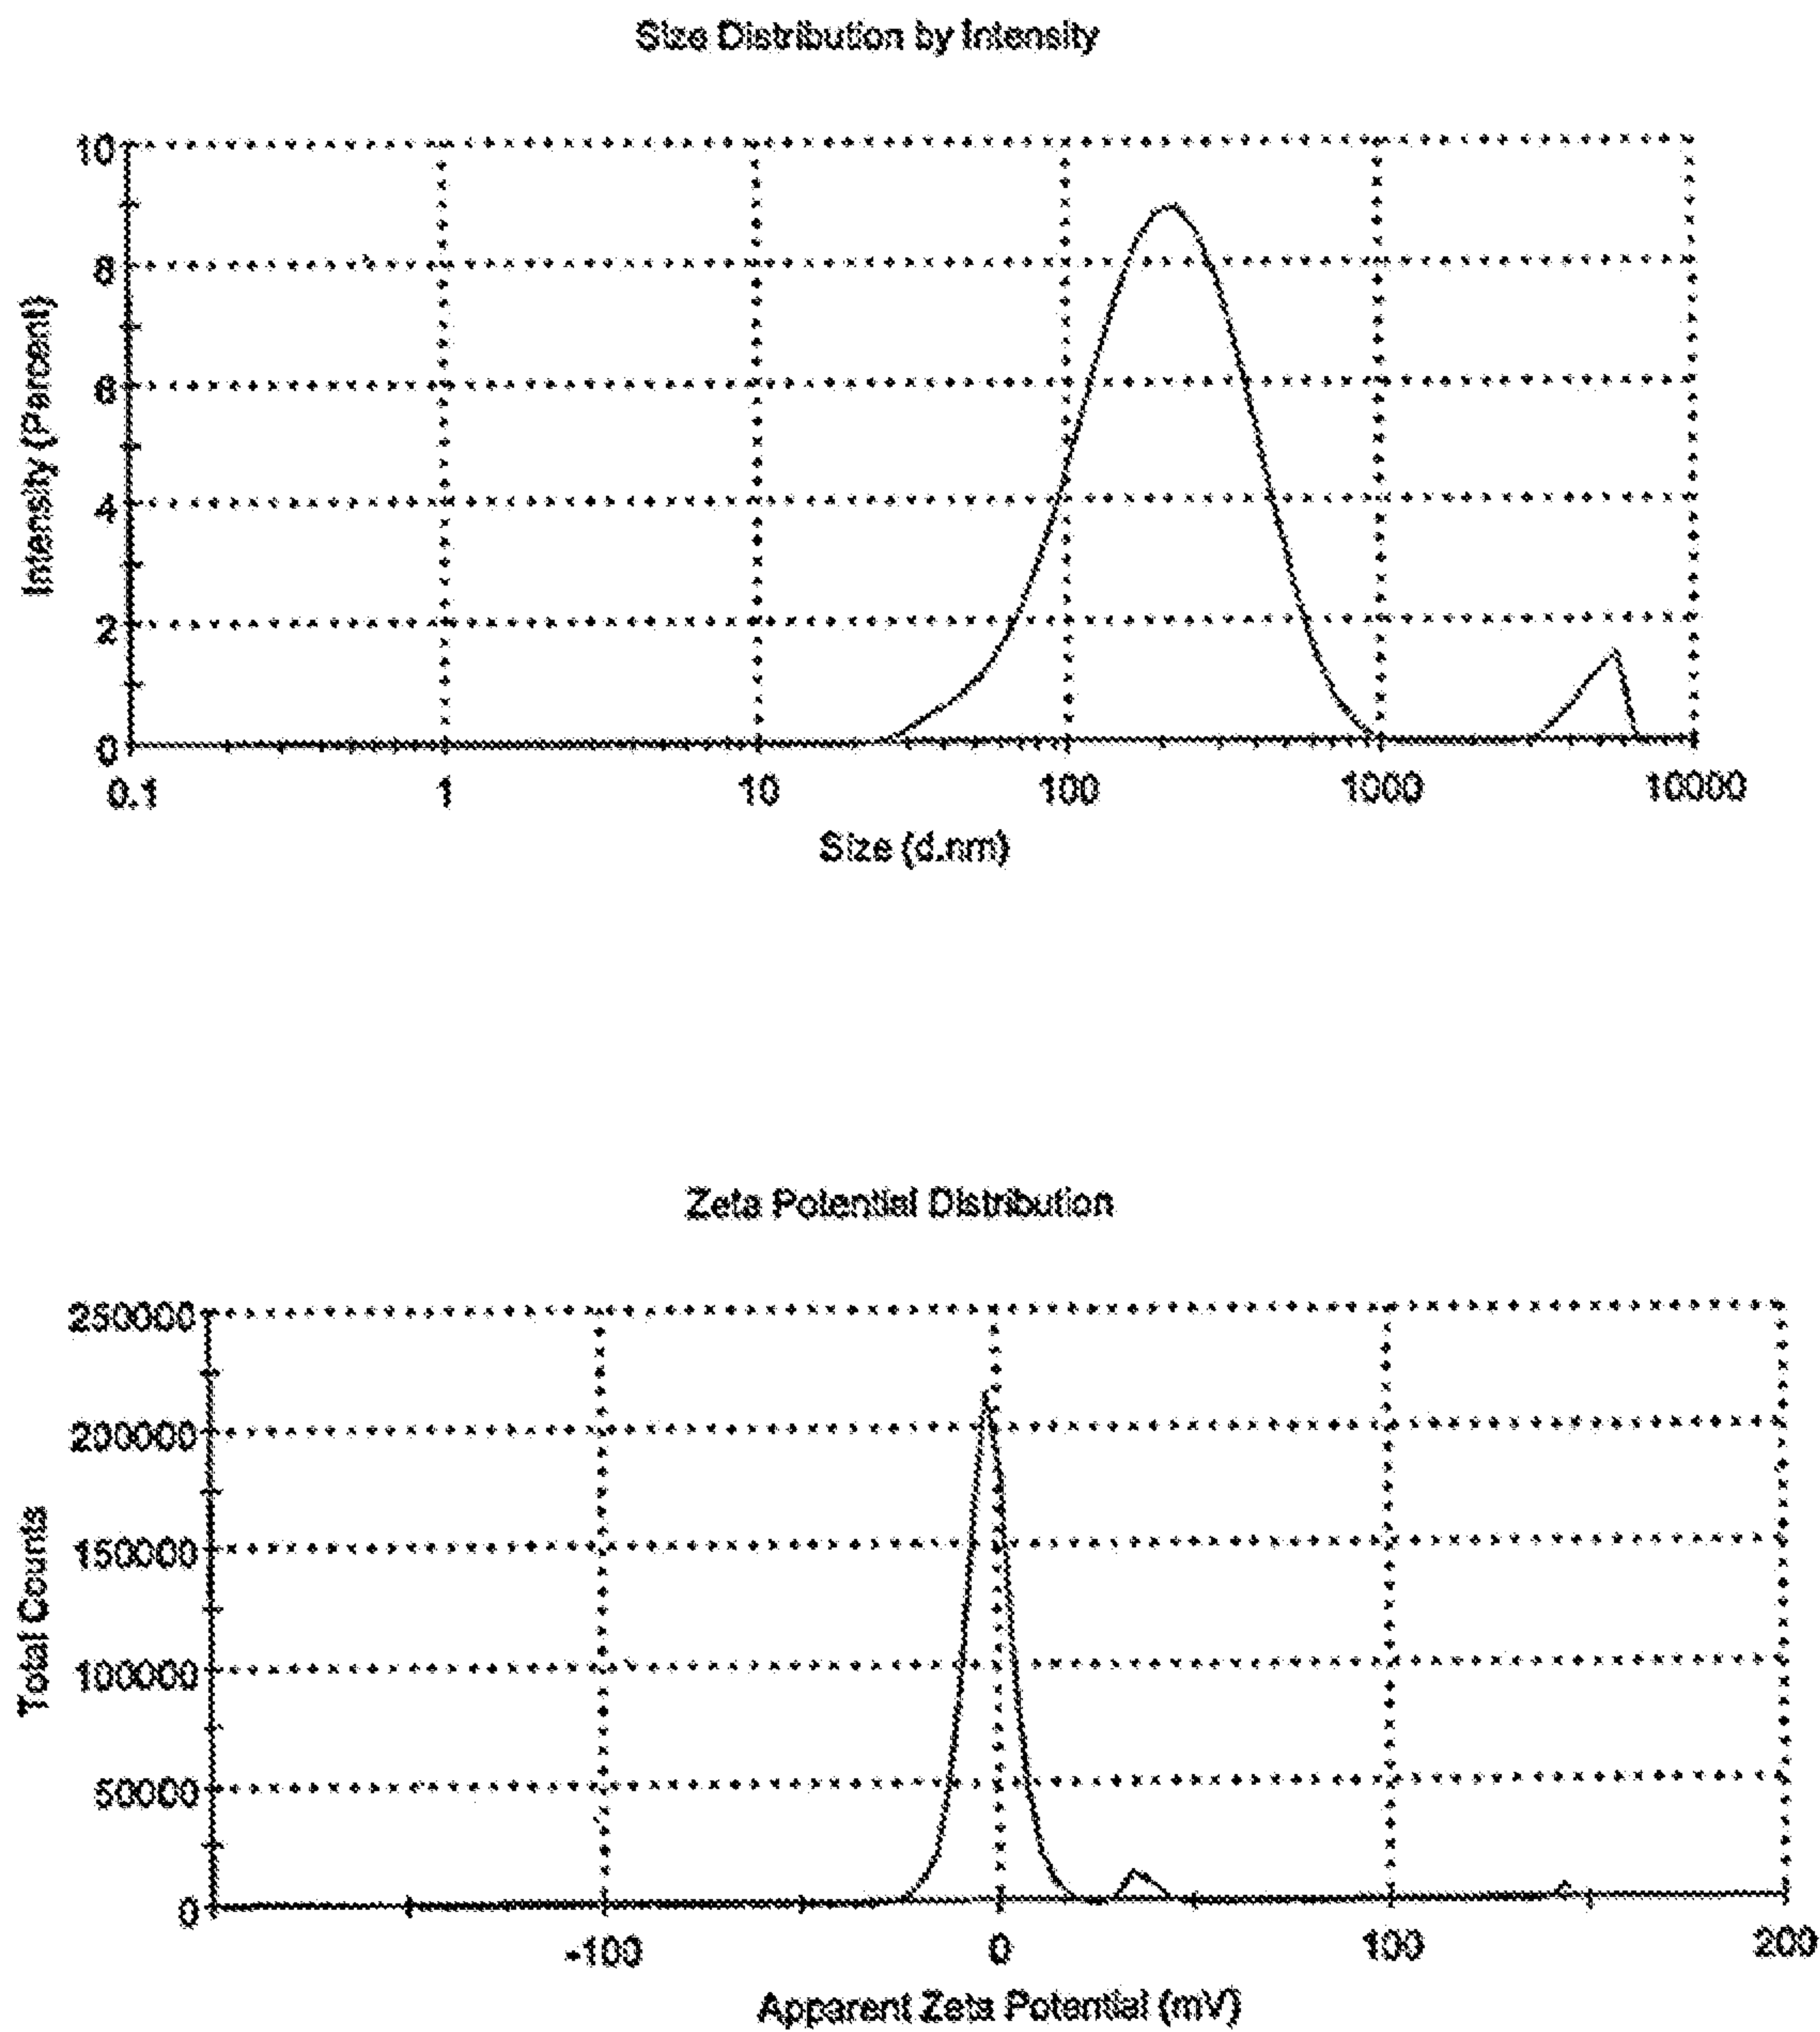 Size Distribution by Intensity
10
8
6
4
2
0
Intensity (Percent)
0.1 1 10 100 1000 10000
Size (d.nm)
Zeta Potential Distribution
250000
200000
150000
100000
50000
0
Total Counts
-100 0 100 200
Apparent Zeta Potential (mV)